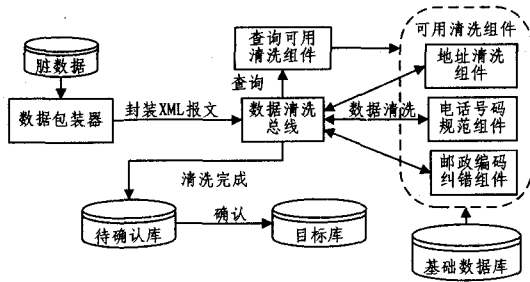 脏数据
数据包装器
封装XML报文
查询可用
清洗组件
查询
数据清洗
总线
数据清洗
可用清洗组件
地址清洗
组件
电话号码
规范组件
邮政编码
纠错组件
清洗完成
待确认库
确认
目标库
基础数据库